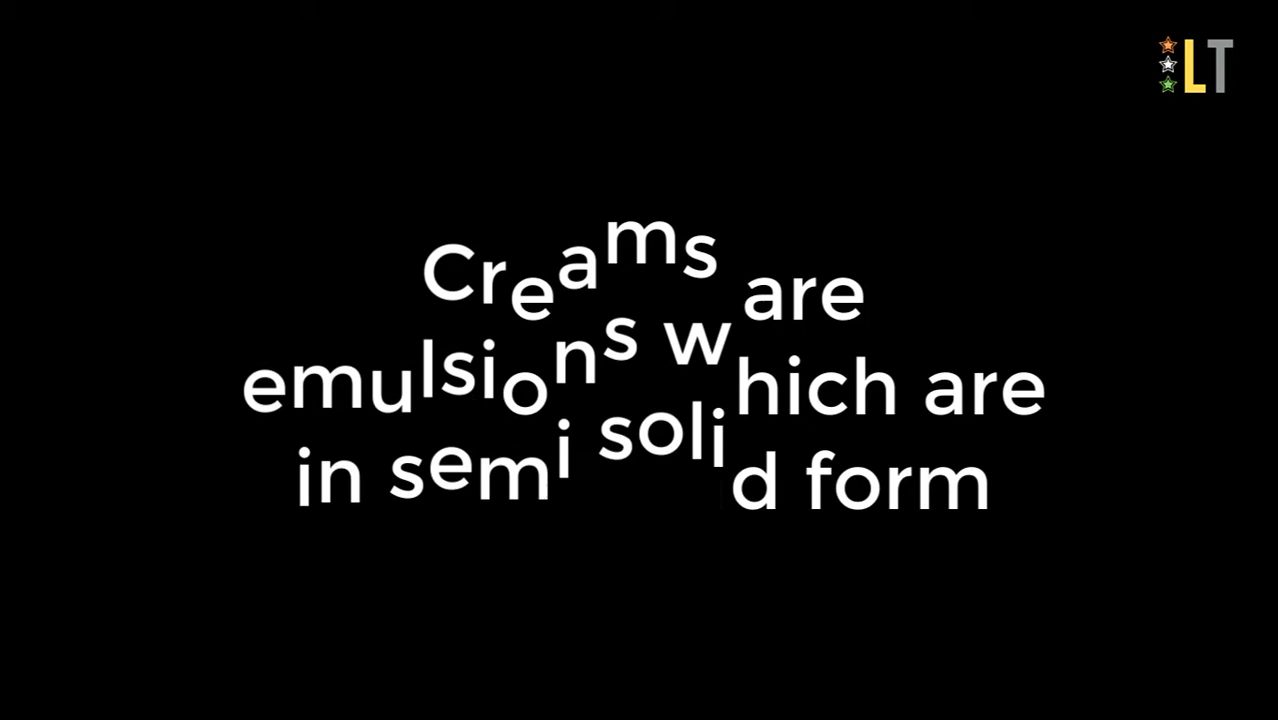 LT
Creams are
emulsions which are
in semi solid form